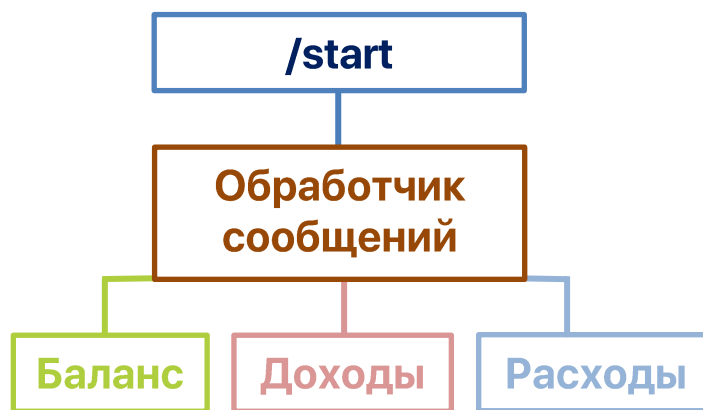 /start
Обработчик
сообщений
Баланс
Доходы
Расходы